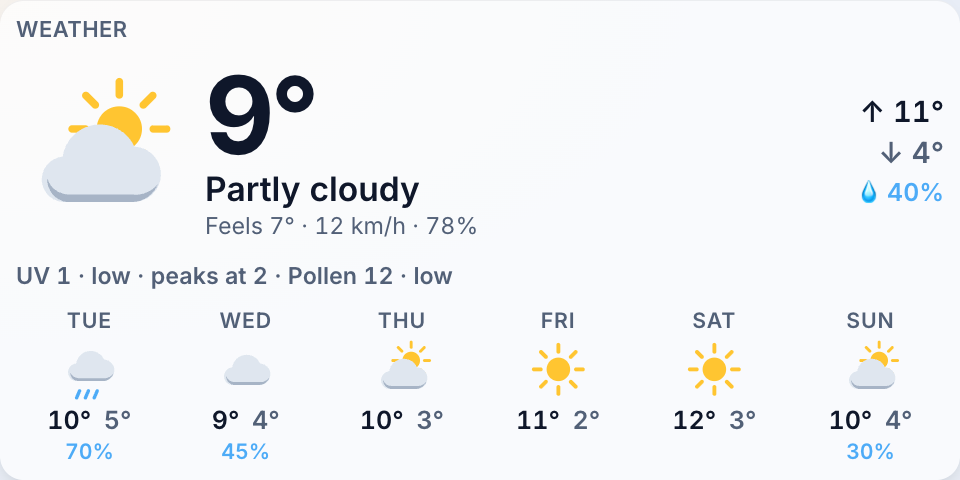 WEATHER
9°
Partly cloudy
Feels 7° · 12 km/h · 78%
↑ 11°
↓ 4°
💧 40%
UV 1 · low · peaks at 2 · Pollen 12 · low
TUE WED THU FRI SAT SUN
10° 5° 9° 4° 10° 3° 11° 2° 12° 3° 10° 4°
70% 45% 30%